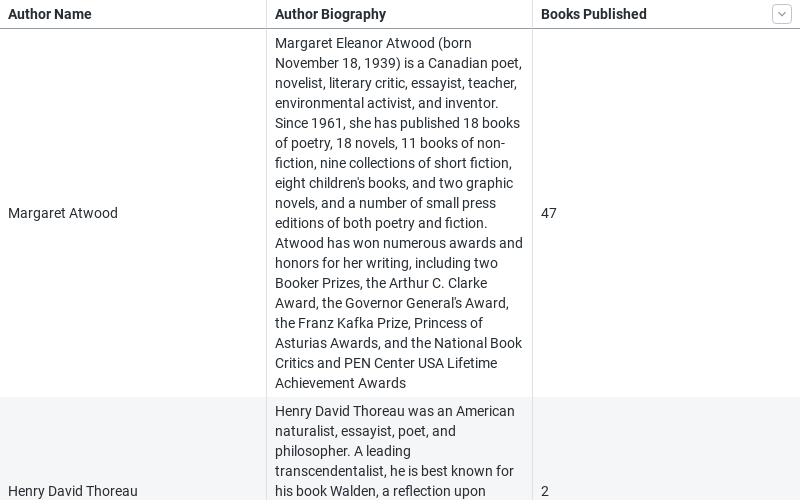 Author Name Author Biography Books Published
Margaret Atwood
Margaret Eleanor Atwood (born
November 18, 1939) is a Canadian poet,
novelist, literary critic, essayist, teacher,
environmental activist, and inventor.
Since 1961, she has published 18 books
of poetry, 18 novels, 11 books of non-
fiction, nine collections of short fiction,
eight children's books, and two graphic
novels, and a number of small press
editions of both poetry and fiction.
Atwood has won numerous awards and
honors for her writing, including two
Booker Prizes, the Arthur C. Clarke
Award, the Governor General's Award,
the Franz Kafka Prize, Princess of
Asturias Awards, and the National Book
Critics and PEN Center USA Lifetime
Achievement Awards
47
Henry David Thoreau
Henry David Thoreau was an American
naturalist, essayist, poet, and
philosopher. A leading
transcendentalist, he is best known for
his book Walden, a reflection upon
2